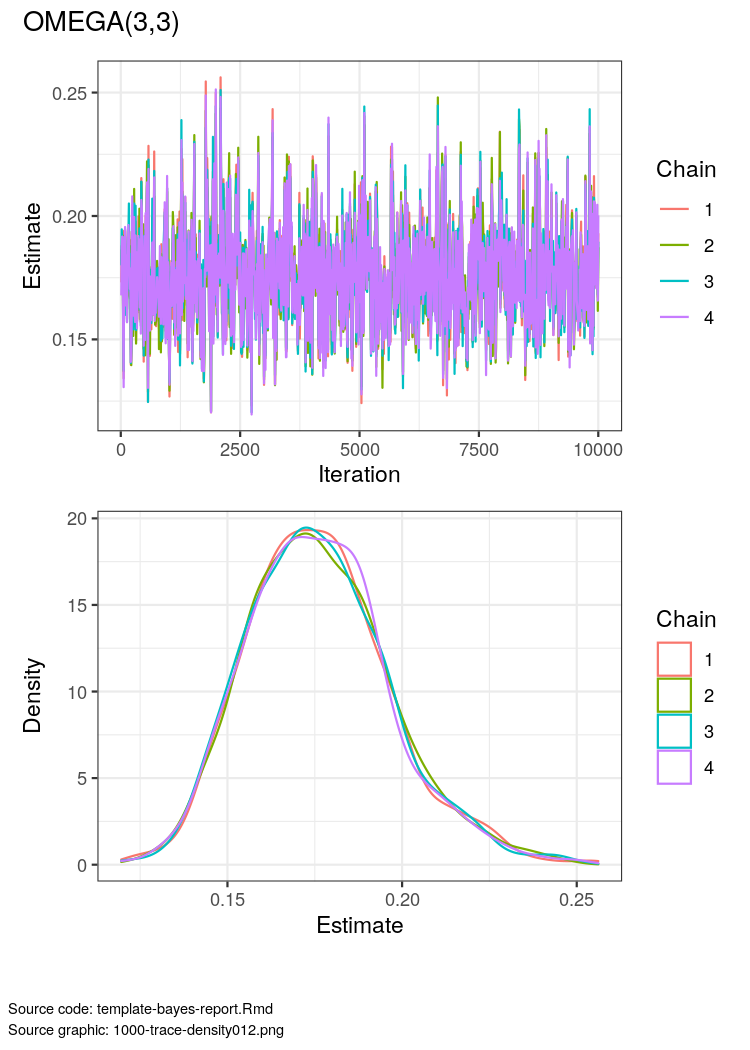 OMEGA(3,3)
0.25
0.20
0.15
Estimate
0 2500 5000 7500 10000
Iteration
Chain
1
2
3
4
20
15
10
5
0
Density
0.15 0.20 0.25
Estimate
Chain
1
2
3
4
Source code: template-bayes-report.Rmd
Source graphic: 1000-trace-density012.png